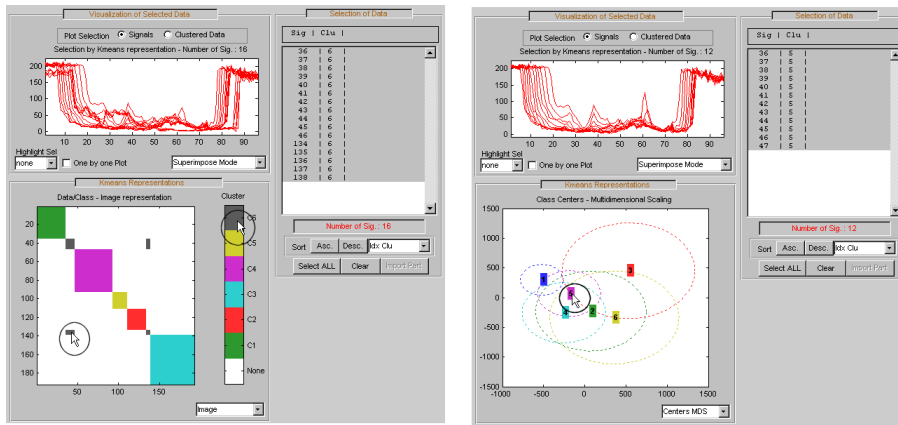 Visualization of Selected Data
Plot Selection Signals Clustered Data
Selection by Kmeans representation - Number of Sig. : 16
200
150
100
50
0
10 20 30 40 50 60 70 80 90
Highlight Sel
none One by one Plot Superimpose Mode
Kmeans Representations
Data/Class - Image representation Cluster
20
40
60
80
100
120
140
160
180
50 100 150
C6
C5
C4
C3
C2
C1
None
Image
Selection of Data
Sig | Clu |
36 | 6 |
37 | 6 |
38 | 6 |
39 | 6 |
40 | 6 |
41 | 6 |
42 | 6 |
43 | 6 |
44 | 6 |
45 | 6 |
46 | 6 |
134 | 6 |
135 | 6 |
136 | 6 |
137 | 6 |
138 | 6 |
Number of Sig.: 16
Sort Asc. Desc. Idx Clu
Select ALL Clear Import Part
Visualization of Selected Data
Plot Selection Signals Clustered Data
Selection by Kmeans representation - Number of Sig. : 12
200
150
100
50
0
10 20 30 40 50 60 70 80 90
Highlight Sel
none One by one Plot Superimpose Mode
Kmeans Representations
Class Centers - Multidimensional Scaling
1500
1000
500
0
-500
-1000
-1500
-1000 -500 0 500 1000 1500
1
3
5
4
2
6
Centers MDS
Selection of Data
Sig | Clu |
36 | 5 |
37 | 5 |
38 | 5 |
39 | 5 |
40 | 5 |
41 | 5 |
42 | 5 |
43 | 5 |
44 | 5 |
45 | 5 |
46 | 5 |
47 | 5 |
Number of Sig.: 12
Sort Asc. Desc. Idx Clu
Select ALL Clear Import Part